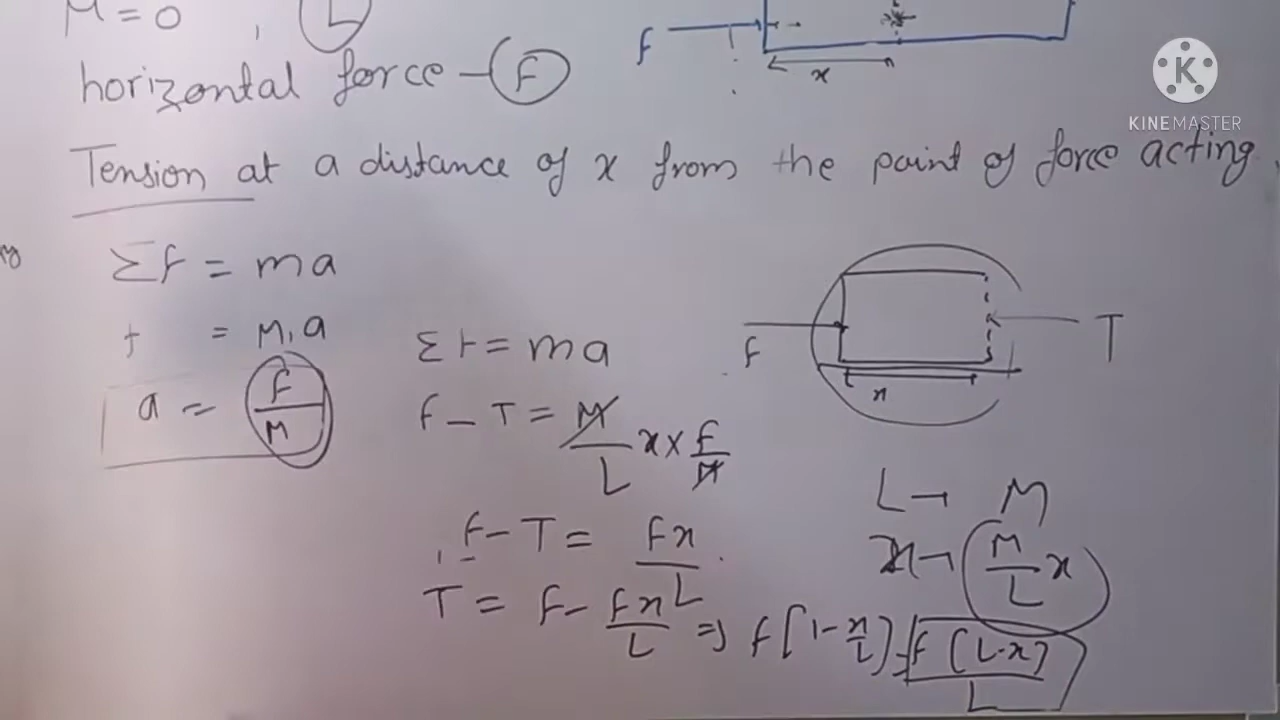 M = 0 , L
f
x
horizontal force - F
KINEMASTER
Tension at a distance of x from the point of force acting
Σf = ma
f = M, a
a = f/M
Σf = ma
f - T = M/L x × f/M
f - T = fx/L
T = f - fx/L => f [1 - x/L] = f (L-x)/L
f
T
x
L → M
x → M/L x